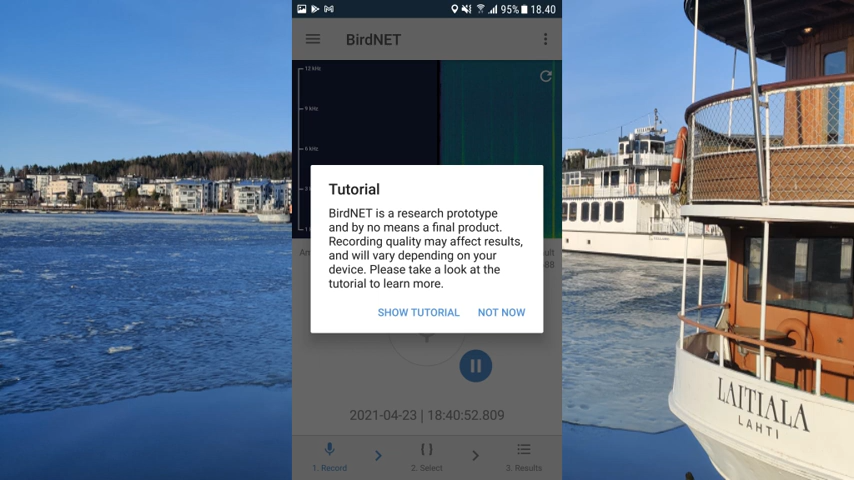 95% 18.40
BirdNET
12 kHz
9 kHz
6 kHz
Tutorial
BirdNET is a research prototype
and by no means a final product.
Recording quality may affect results,
and will vary depending on your
device. Please take a look at the
tutorial to learn more.
SHOW TUTORIAL NOT NOW
2021-04-23 | 18:40:52.809
1. Record 2. Select 3. Results
LAITIALA
LAHTI